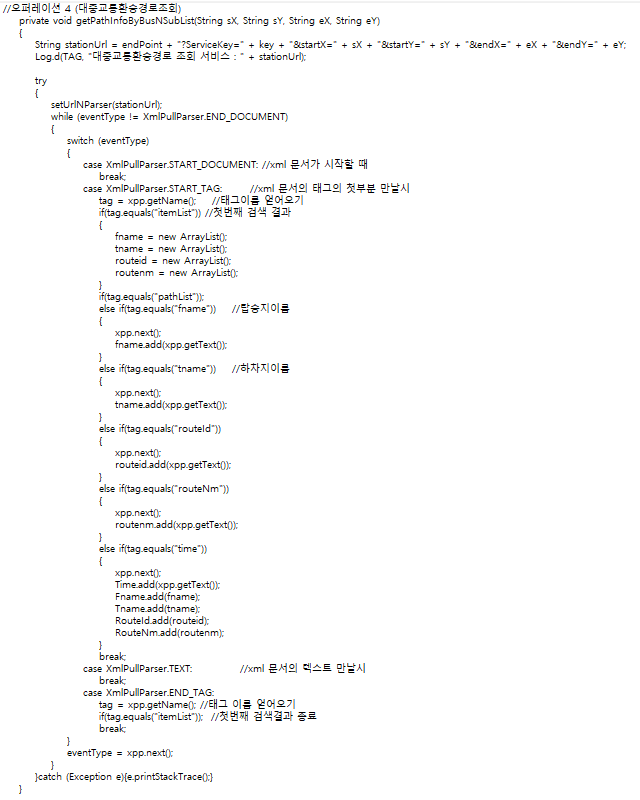 //오퍼레이션 4 (대중교통환승경로조회)
private void getPathInfoByBusNSubList(String sX, String sY, String eX, String eY)
{
String stationUrl = endPoint + "?ServiceKey=" + key + "&startX=" + sX + "&startY=" + sY + "&endX=" + eX + "&endY=" + eY;
Log.d(TAG, "대중교통환승경로 조회 서비스 : " + stationUrl);
try
{
setUrlNParser(stationUrl);
while (eventType != XmlPullParser.END_DOCUMENT)
{
switch (eventType)
{
case XmlPullParser.START_DOCUMENT: //xml 문서가 시작할 때
break;
case XmlPullParser.START_TAG: //xml 문서의 태그의 첫부분 만날시
tag = xpp.getName(); //태그이름 얻어오기
if(tag.equals("itemList")) //첫번째 검색 결과
{
fname = new ArrayList();
tname = new ArrayList();
routeid = new ArrayList();
routenm = new ArrayList();
}
if(tag.equals("pathList"));
else if(tag.equals("fname")) //탑승지이름
{
xpp.next();
fname.add(xpp.getText());
}
else if(tag.equals("tname")) //하차지이름
{
xpp.next();
tname.add(xpp.getText());
}
else if(tag.equals("routeId"))
{
xpp.next();
routeid.add(xpp.getText());
}
else if(tag.equals("routeNm"))
{
xpp.next();
routenm.add(xpp.getText());
}
else if(tag.equals("time"))
{
xpp.next();
Time.add(xpp.getText());
Fname.add(fname);
Tname.add(tname);
RouteId.add(routeid);
RouteNm.add(routenm);
}
break;
case XmlPullParser.TEXT: //xml 문서의 텍스트 만날시
break;
case XmlPullParser.END_TAG:
tag = xpp.getName(); //태그 이름 얻어오기
if(tag.equals("itemList")); //첫번째 검색결과 종료
break;
}
eventType = xpp.next();
}
}catch (Exception e){e.printStackTrace();}
}